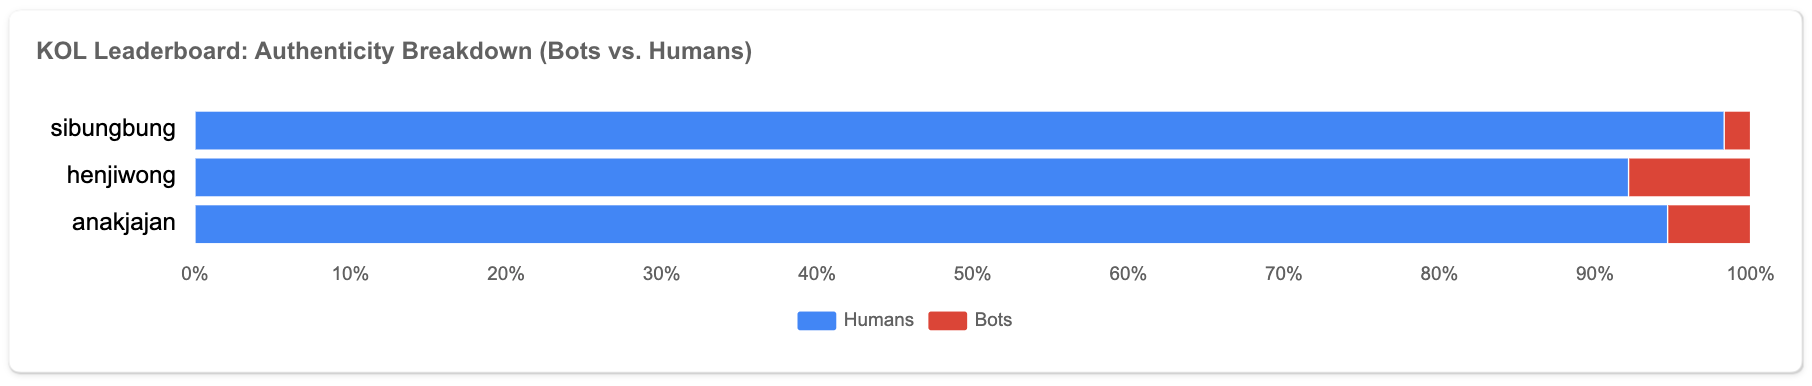 KOL Leaderboard: Authenticity Breakdown (Bots vs. Humans)
sibungbung
henjiwong
anakjajan
0% 10% 20% 30% 40% 50% 60% 70% 80% 90% 100%
Humans Bots